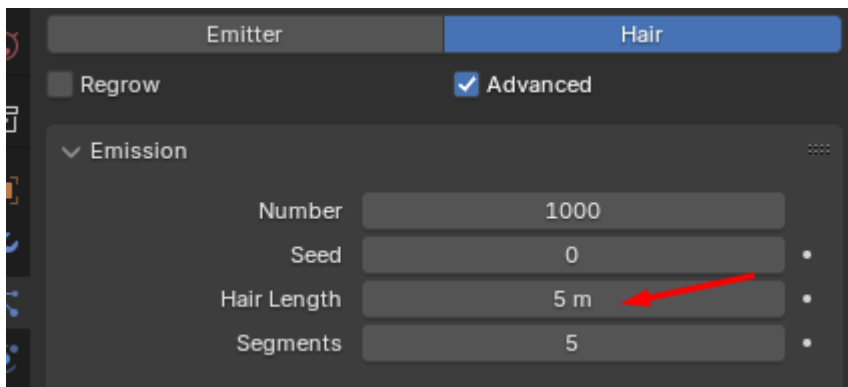 Emitter Hair
Regrow Advanced
Emission
Number 1000
Seed 0
Hair Length 5 m
Segments 5